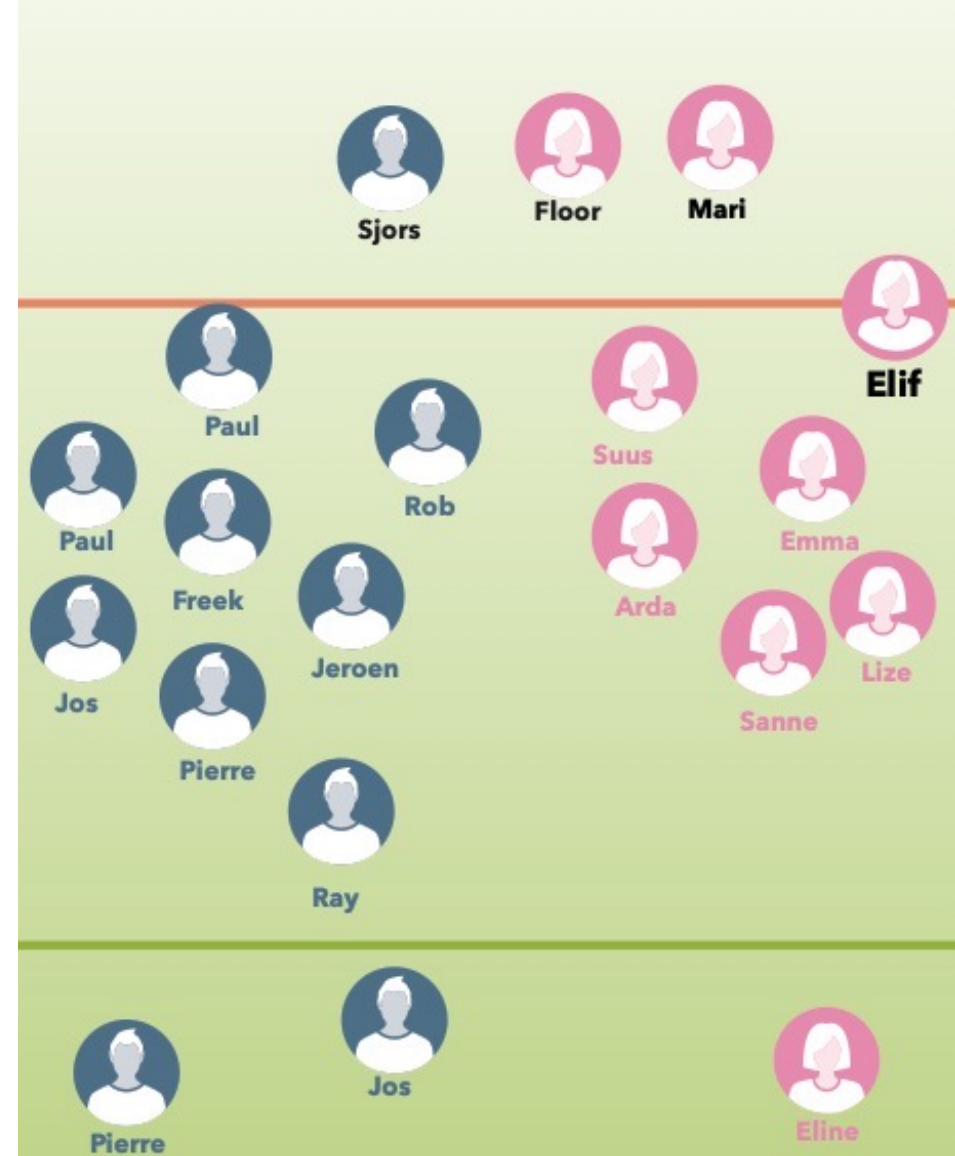 Sjors
Floor
Mari
Elif
Paul
Suus
Rob
Paul
Emma
Freek
Arda
Jeroen
Lize
Jos
Sanne
Pierre
Ray
Jos
Eline
Pierre